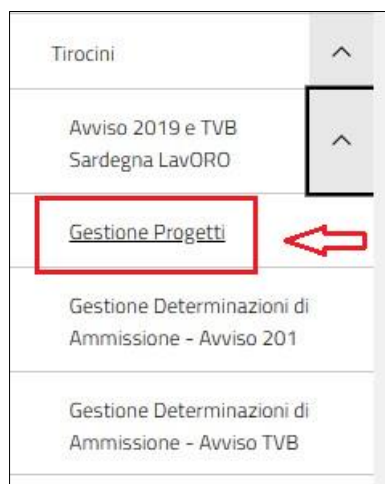 Tirocini
Avviso 2019 e TVB
Sardegna LavORO
Gestione Progetti
Gestione Determinazioni di
Ammissione - Avviso 201
Gestione Determinazioni di
Ammissione - Avviso TVB